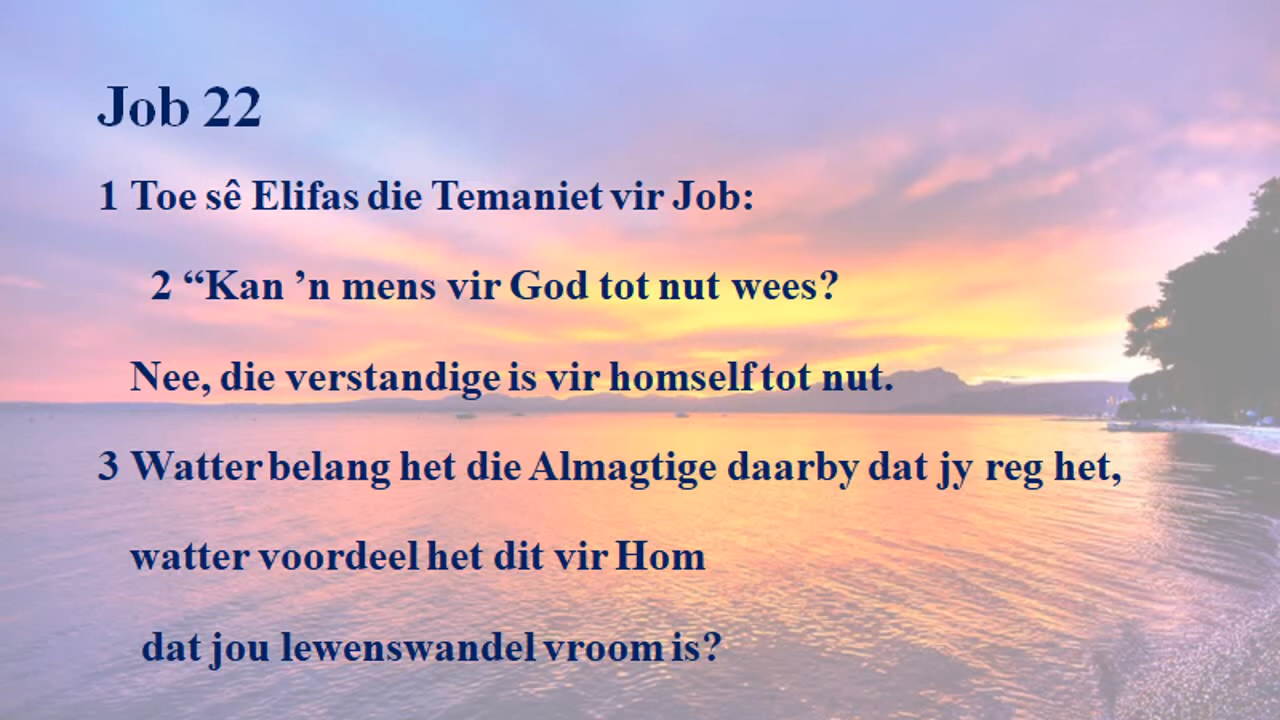 Job 22
1 Toe sê Elifas die Temaniet vir Job:
2 “Kan ’n mens vir God tot nut wees?
Nee, die verstandige is vir homself tot nut.
3 Watter belang het die Almagtige daarby dat jy reg het,
watter voordeel het dit vir Hom
dat jou lewenswandel vroom is?